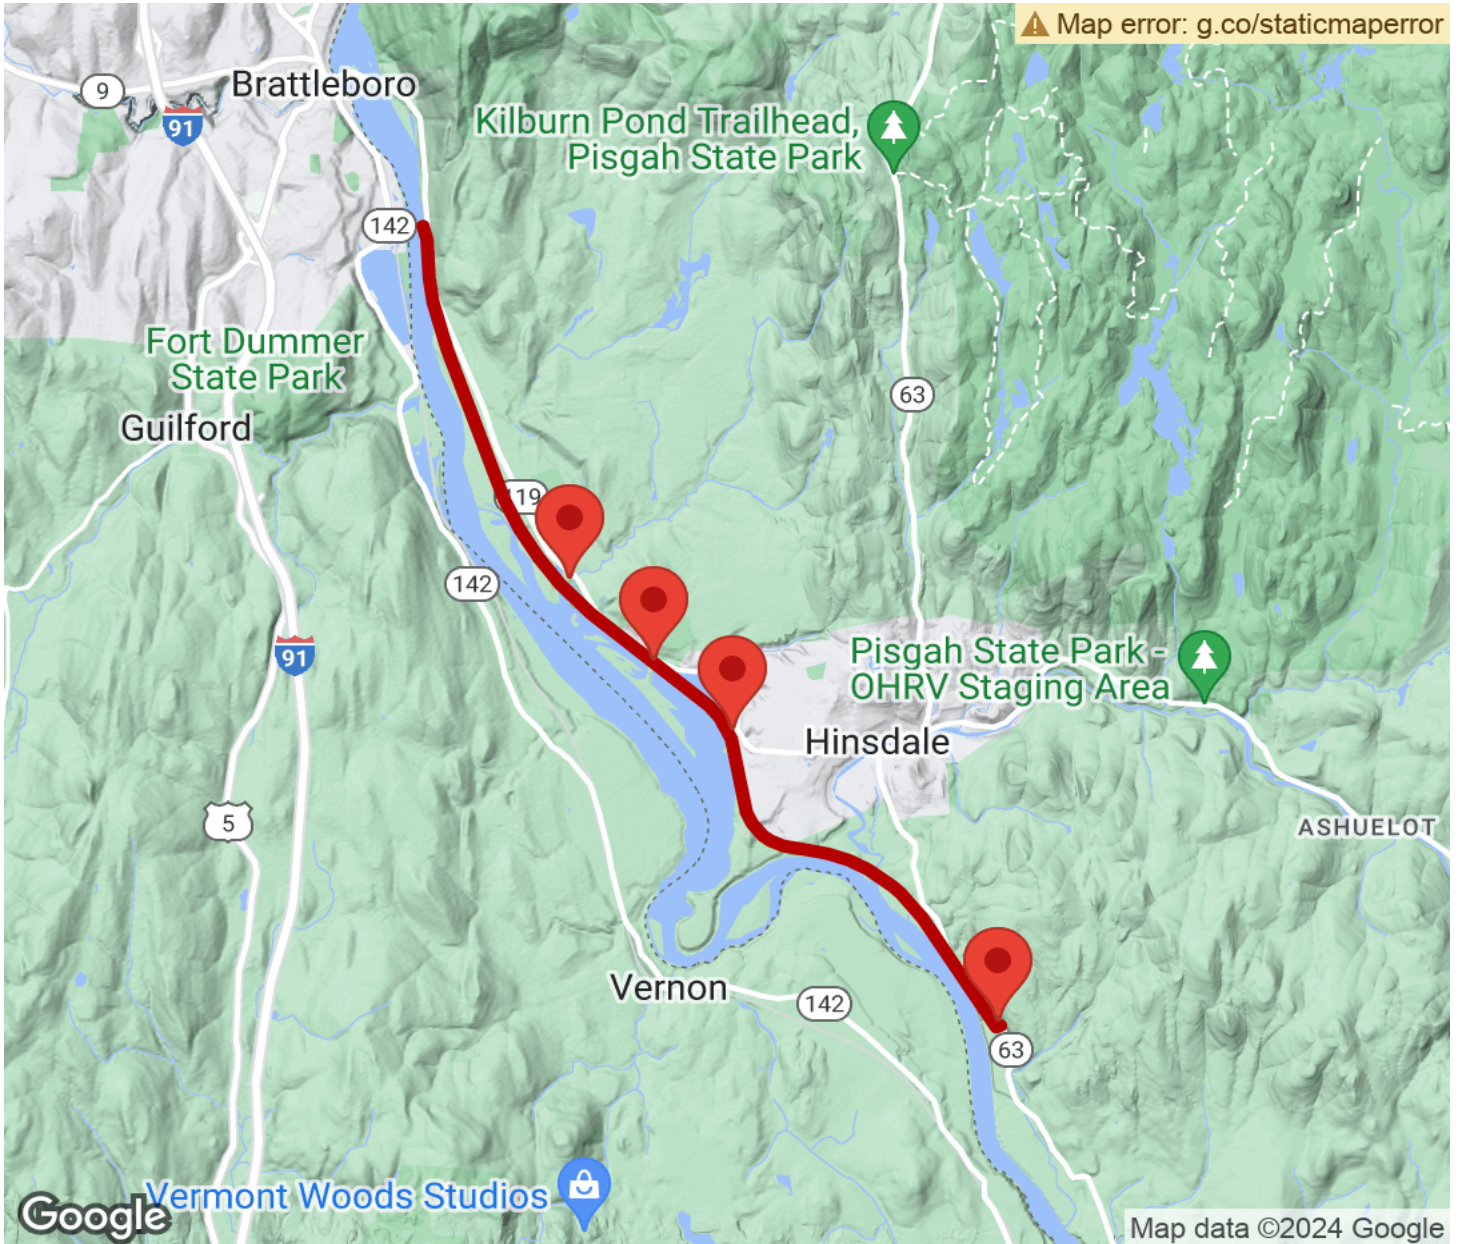 Map error: g.co/staticmaperror
9
Brattleboro
91
Kilburn Pond Trailhead,
Pisgah State Park
142
Fort Dummer
State Park
63
Guilford
119
142
91
Pisgah State Park -
OHRV Staging Area
Hinsdale
5
ASHUELOT
Vernon
142
63
Vermont Woods Studios
Google
Map data ©2024 Google